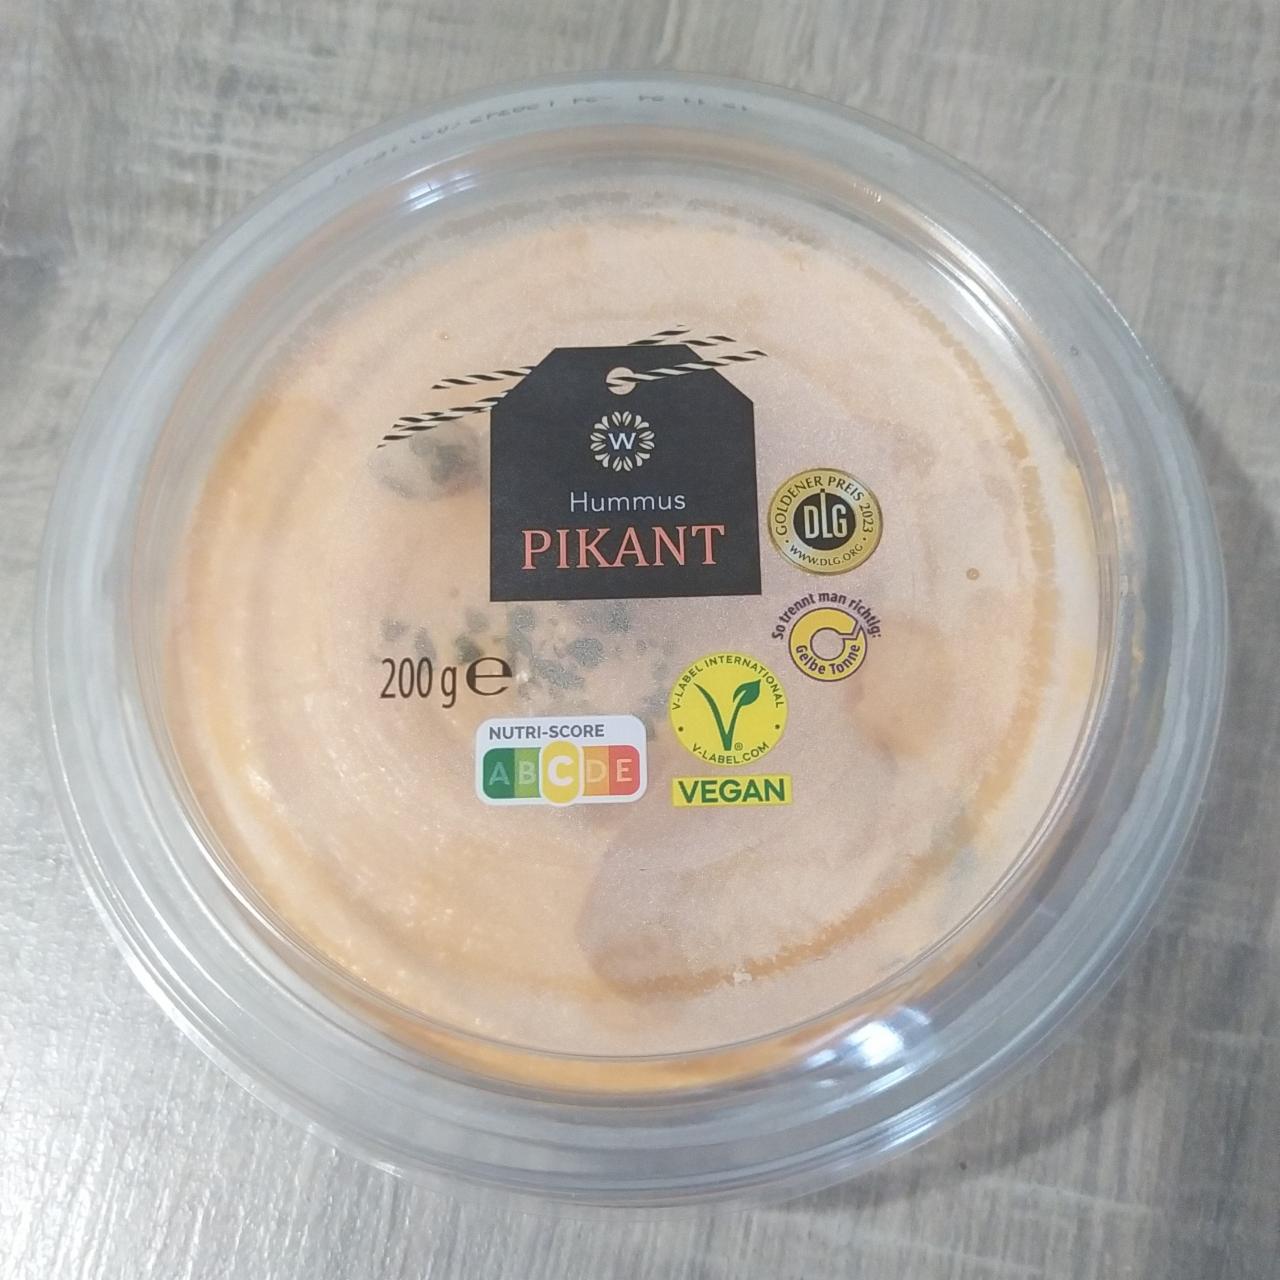 W
Hummus
PIKANT
GOLDENER PREIS 2023
DLG
WWW.DLG.ORG
So trennt man richtig:
Gelbe Tonne
200 g e
V-LABEL INTERNATIONAL
V
®
V-LABEL.COM
VEGAN
NUTRI-SCORE
A B C D E